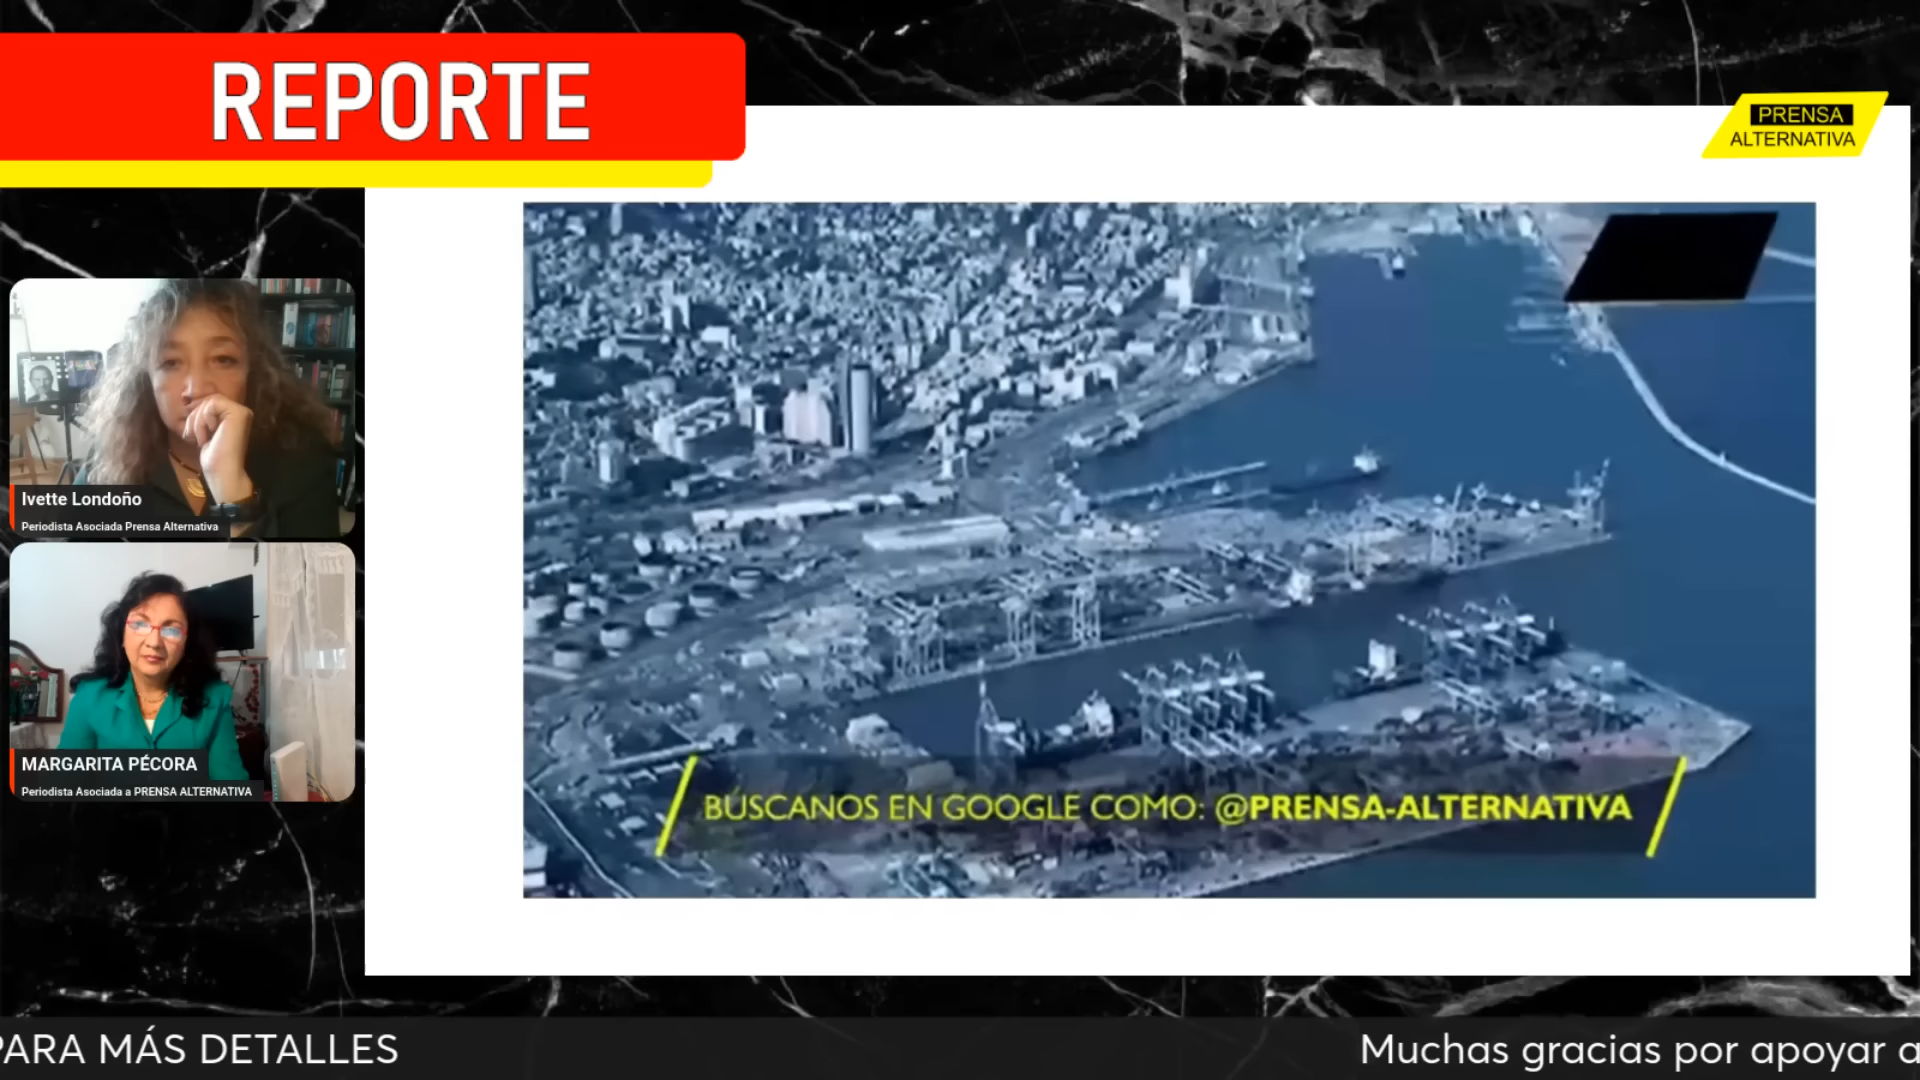 REPORTE
PRENSA
ALTERNATIVA
Ivette Londoño
Periodista Asociada Prensa Alternativa
MARGARITA PÉCORA
Periodista Asociada a PRENSA ALTERNATIVA
BÚSCANOS EN GOOGLE COMO: @PRENSA-ALTERNATIVA
PARA MÁS DETALLES
Muchas gracias por apoyar a